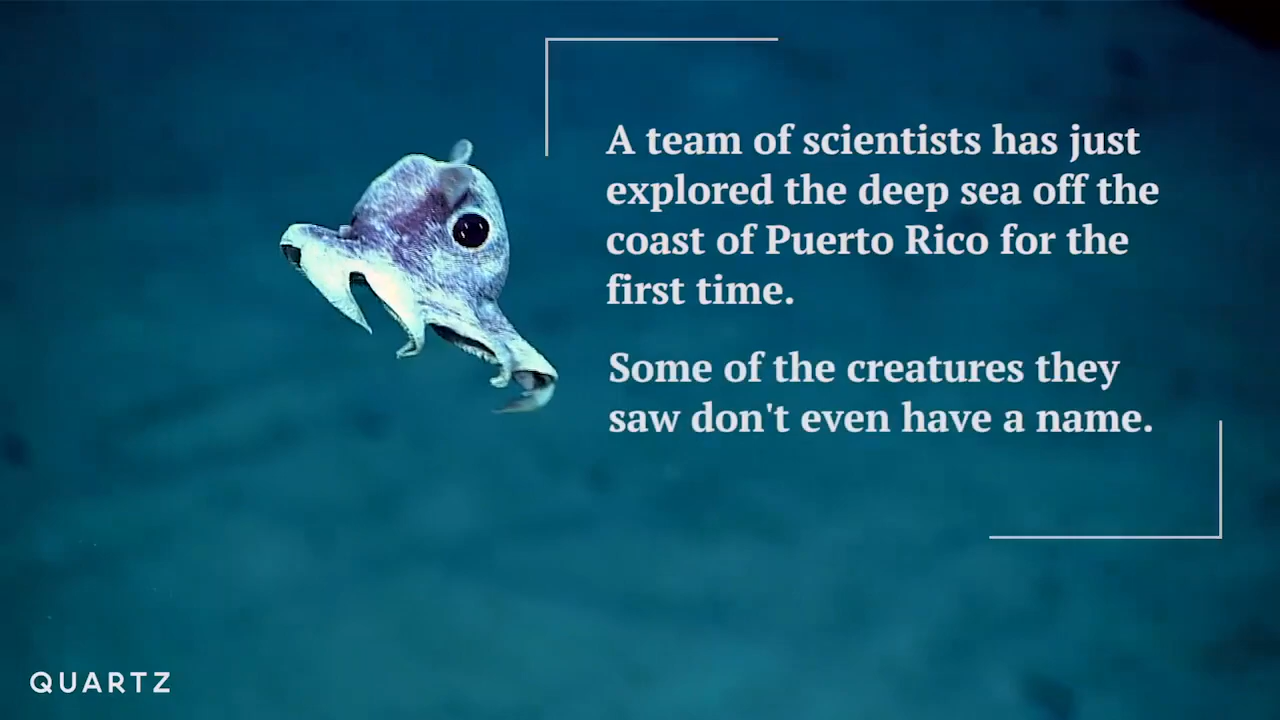 A team of scientists has just
explored the deep sea off the
coast of Puerto Rico for the
first time.
Some of the creatures they
saw don't even have a name.
QUARTZ